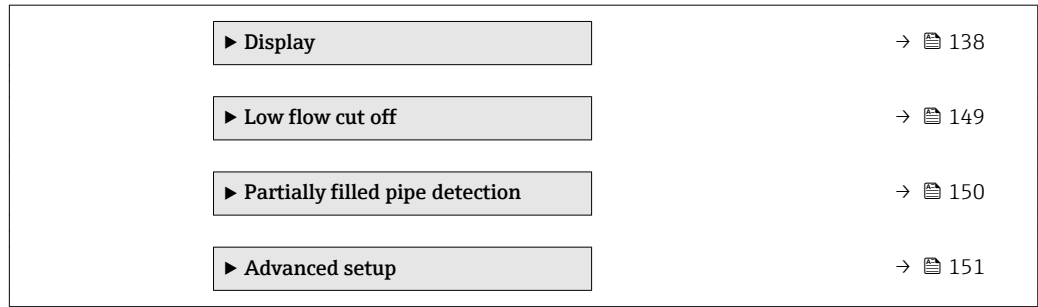 ▶ Display → 138
▶ Low flow cut off → 149
▶ Partially filled pipe detection → 150
▶ Advanced setup → 151